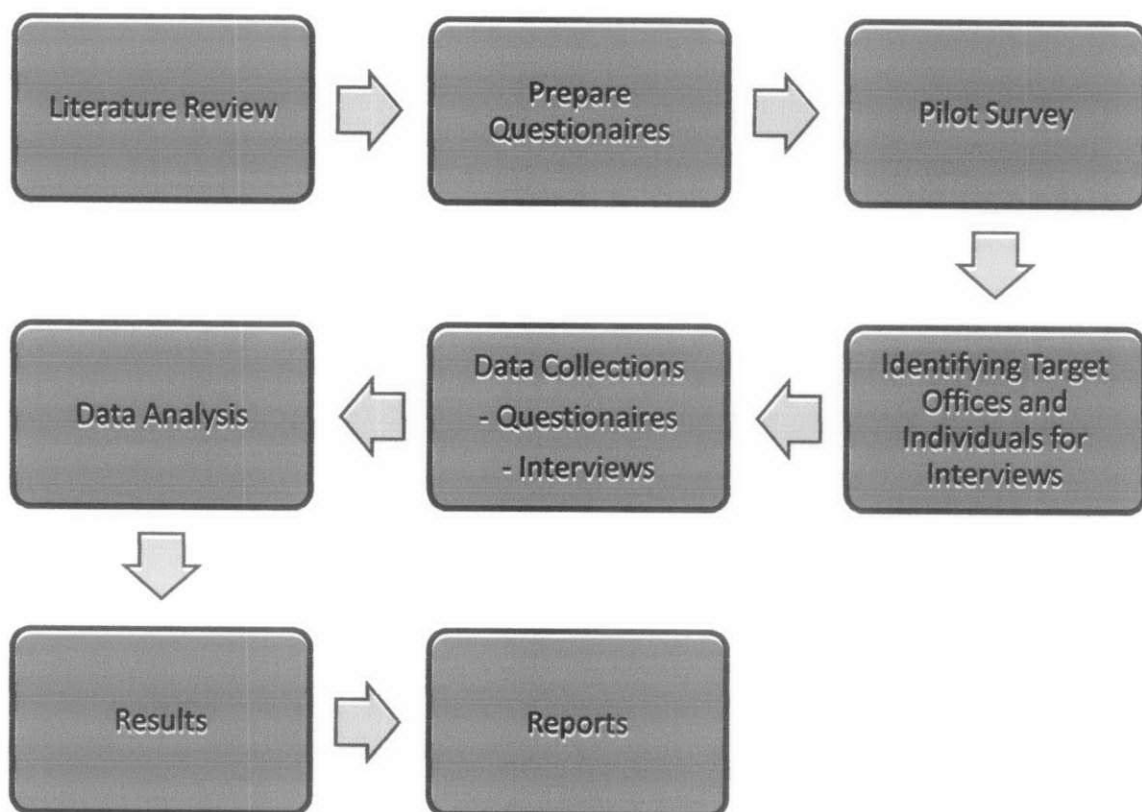 Literature Review
Prepare
Questionaires
Pilot Survey
Identifying Target
Offices and
Individuals for
Interviews
Data Collections
- Questionaires
- Interviews
Data Analysis
Results
Reports